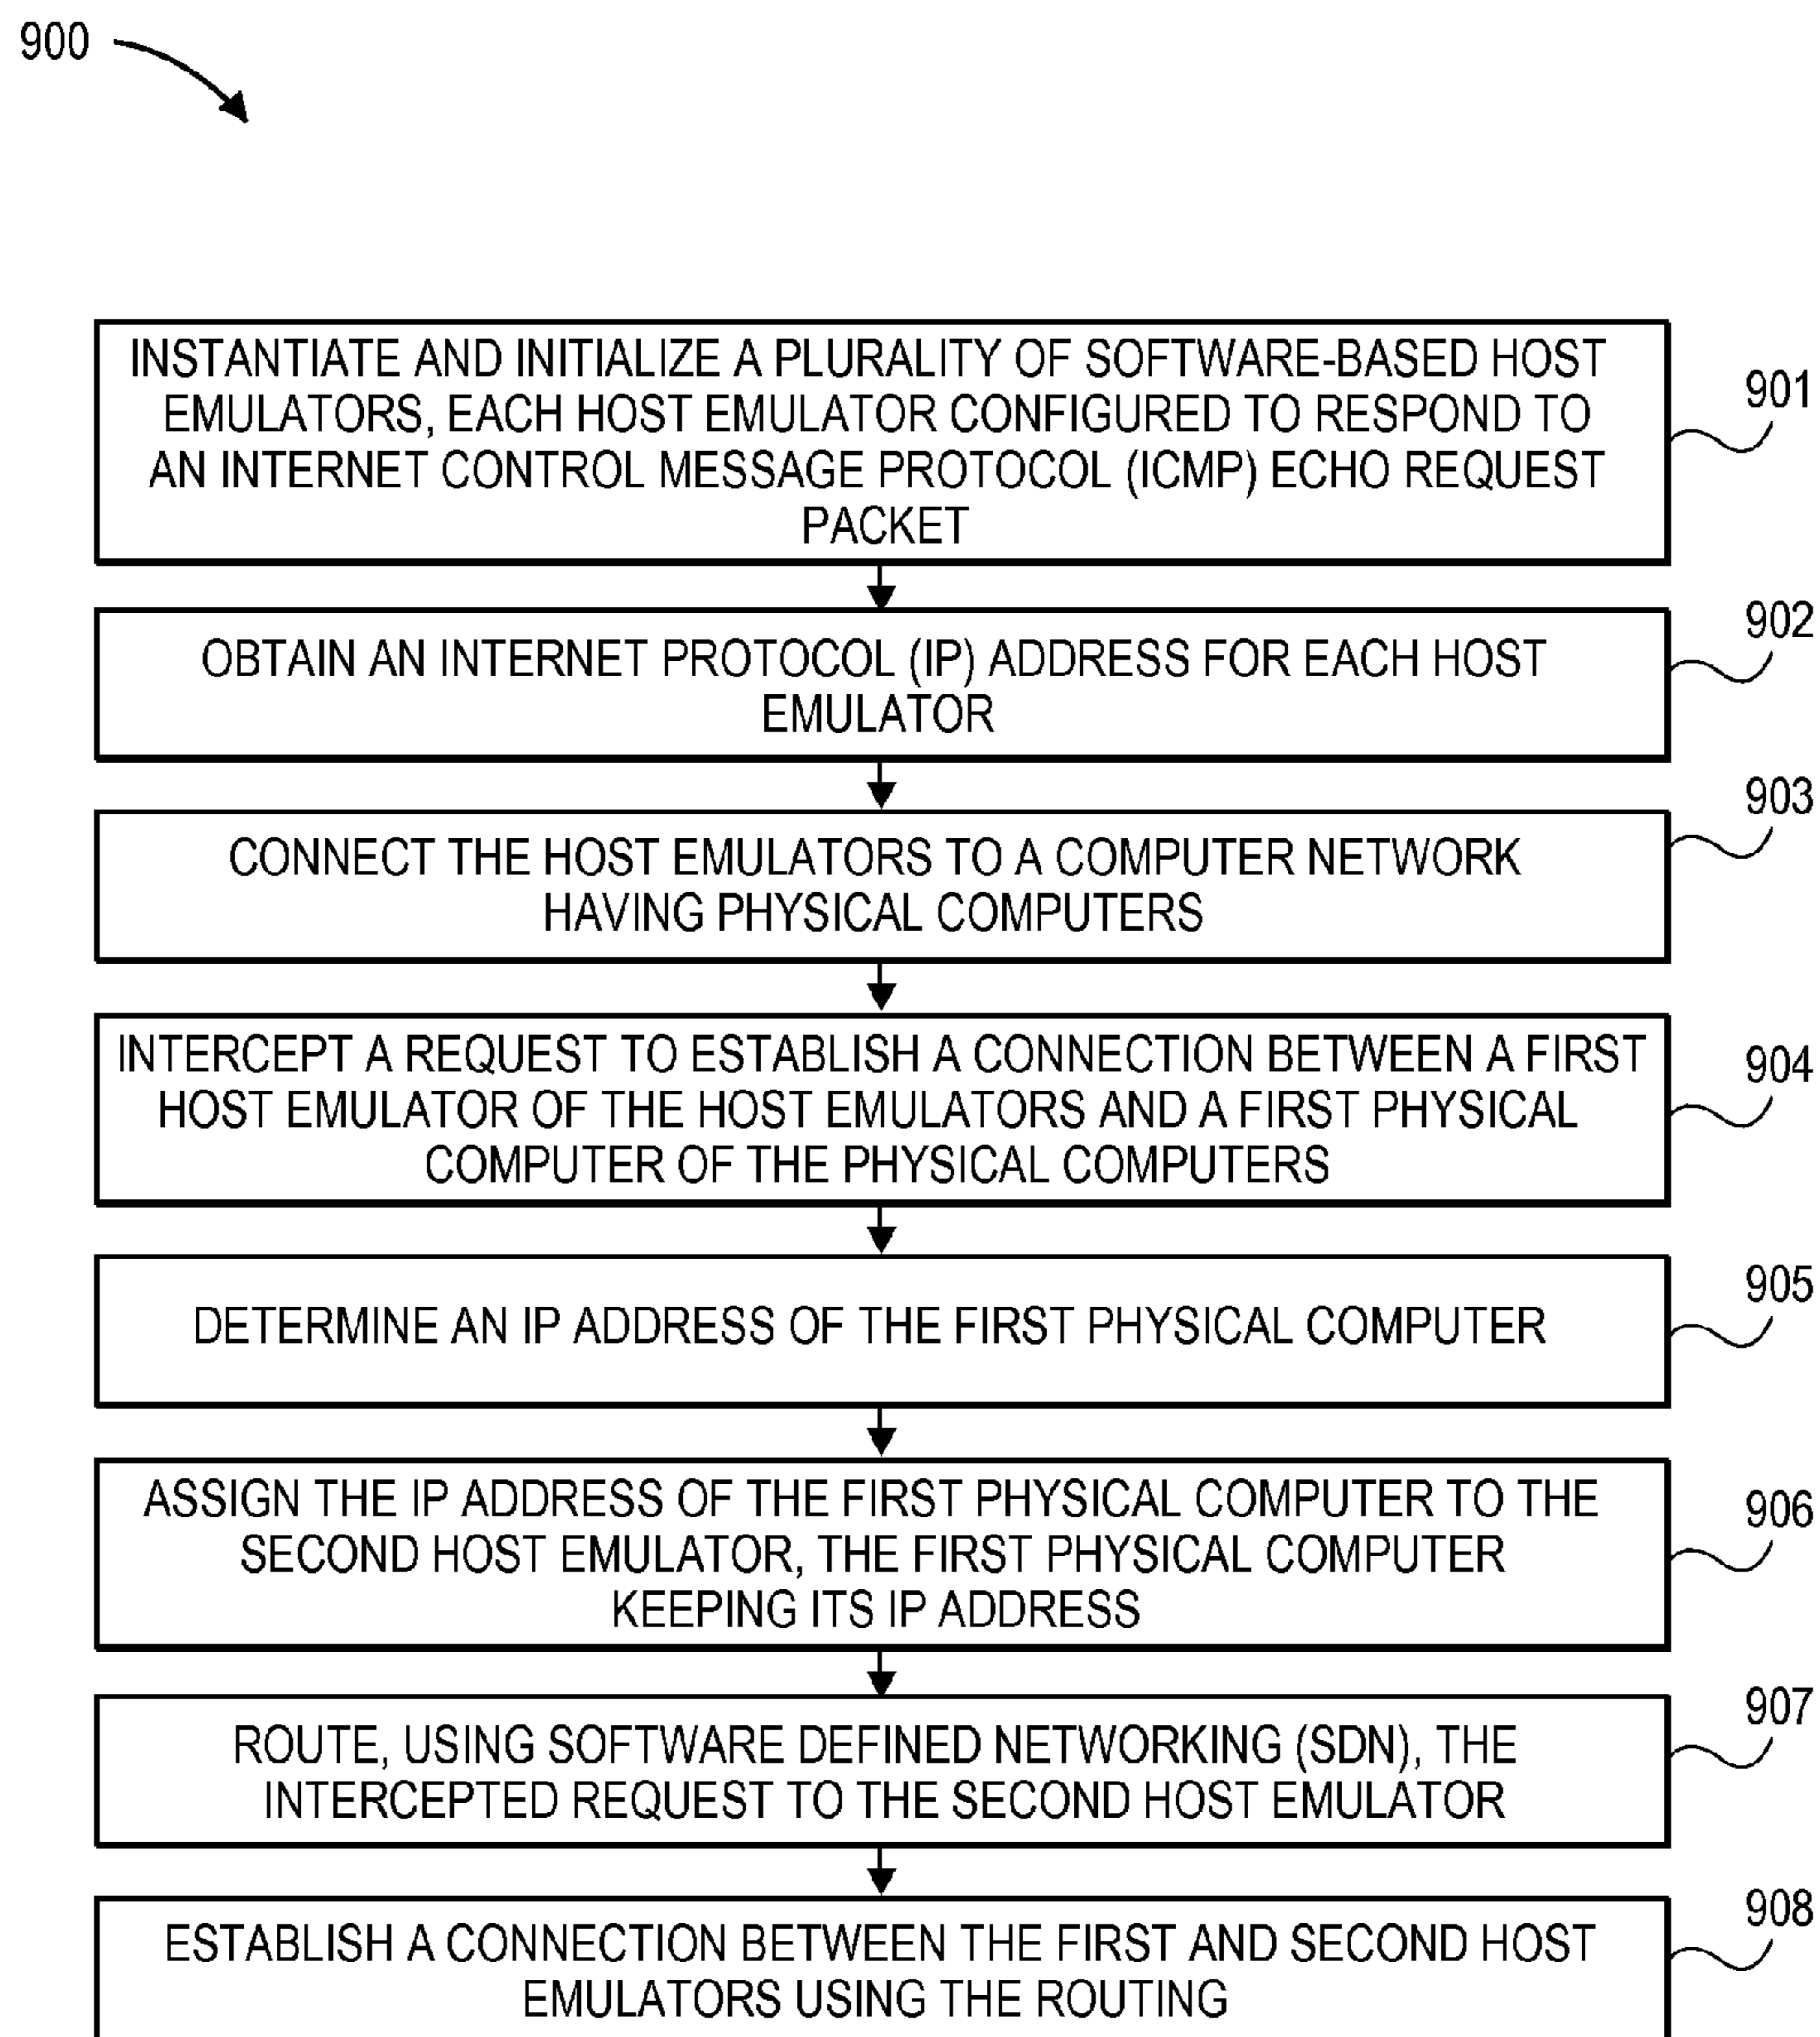 900
INSTANTIATE AND INITIALIZE A PLURALITY OF SOFTWARE-BASED HOST
EMULATORS, EACH HOST EMULATOR CONFIGURED TO RESPOND TO
AN INTERNET CONTROL MESSAGE PROTOCOL (ICMP) ECHO REQUEST
PACKET
901
OBTAIN AN INTERNET PROTOCOL (IP) ADDRESS FOR EACH HOST
EMULATOR
902
CONNECT THE HOST EMULATORS TO A COMPUTER NETWORK
HAVING PHYSICAL COMPUTERS
903
INTERCEPT A REQUEST TO ESTABLISH A CONNECTION BETWEEN A FIRST
HOST EMULATOR OF THE HOST EMULATORS AND A FIRST PHYSICAL
COMPUTER OF THE PHYSICAL COMPUTERS
904
DETERMINE AN IP ADDRESS OF THE FIRST PHYSICAL COMPUTER
905
ASSIGN THE IP ADDRESS OF THE FIRST PHYSICAL COMPUTER TO THE
SECOND HOST EMULATOR, THE FIRST PHYSICAL COMPUTER
KEEPING ITS IP ADDRESS
906
ROUTE, USING SOFTWARE DEFINED NETWORKING (SDN), THE
INTERCEPTED REQUEST TO THE SECOND HOST EMULATOR
907
ESTABLISH A CONNECTION BETWEEN THE FIRST AND SECOND HOST
EMULATORS USING THE ROUTING
908